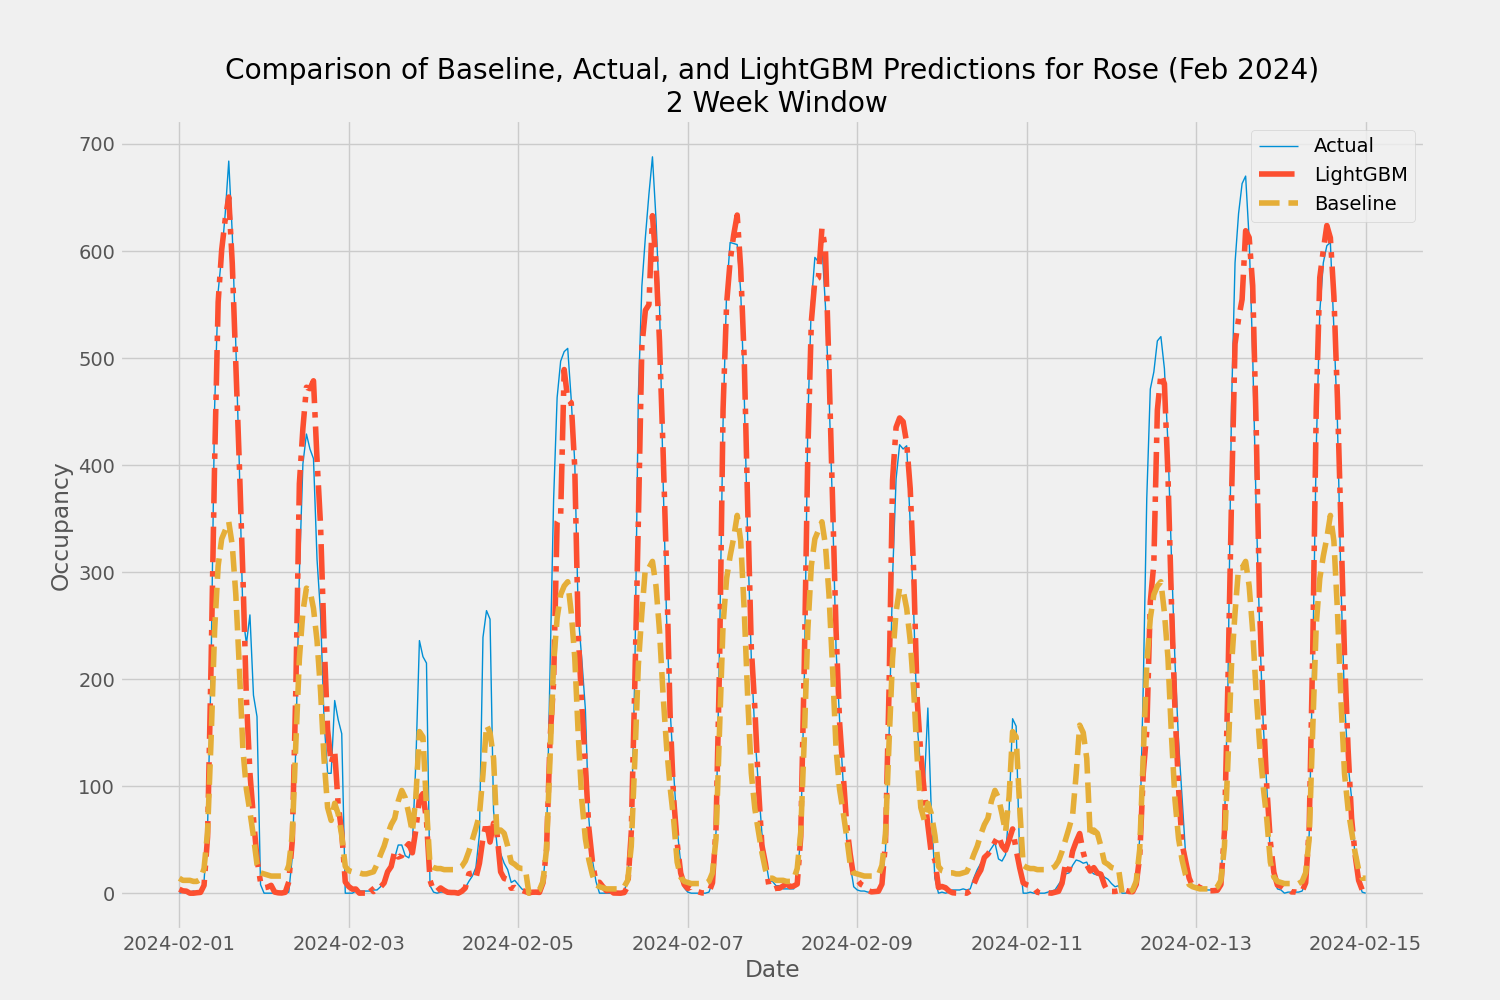 Comparison of Baseline, Actual, and LightGBM Predictions for Rose (Feb 2024)
2 Week Window
Actual
LightGBM
Baseline
Occupancy
700
600
500
400
300
200
100
0
2024-02-01
2024-02-03
2024-02-05
2024-02-07
2024-02-09
2024-02-11
2024-02-13
2024-02-15
Date